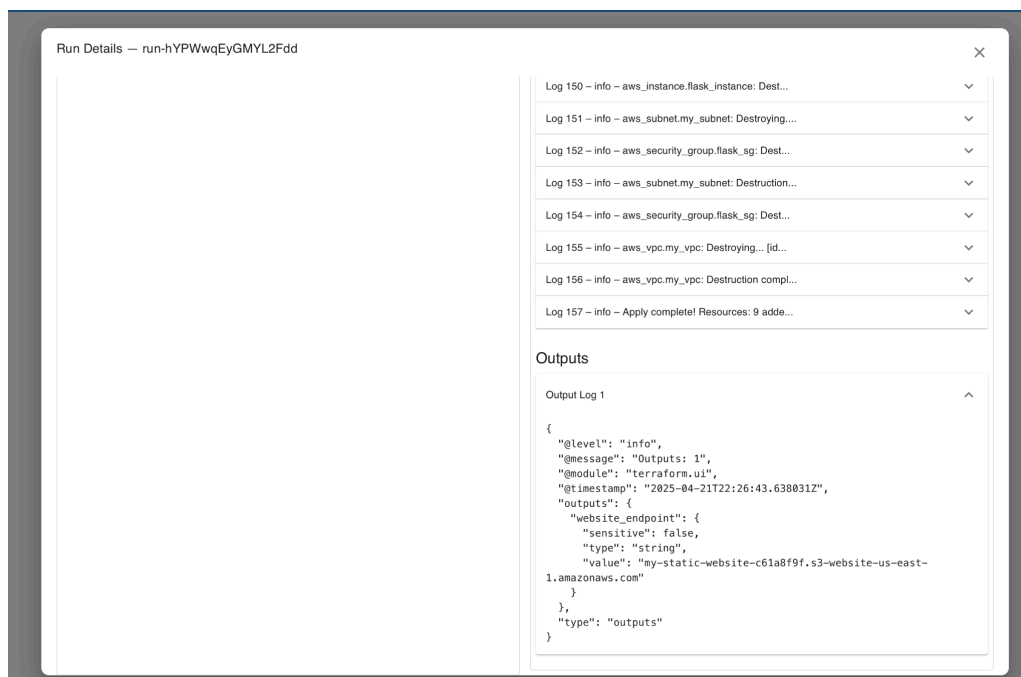 Run Details — run-hYPWwqEyGMYL2Fdd
Log 150 – info – aws_instance.flask_instance: Dest...
Log 151 – info – aws_subnet.my_subnet: Destroying....
Log 152 – info – aws_security_group.flask_sg: Dest...
Log 153 – info – aws_subnet.my_subnet: Destruction...
Log 154 – info – aws_security_group.flask_sg: Dest...
Log 155 – info – aws_vpc.my_vpc: Destroying... [id...
Log 156 – info – aws_vpc.my_vpc: Destruction compl...
Log 157 – info – Apply complete! Resources: 9 adde...
Outputs
Output Log 1
{
  "@level": "info",
  "@message": "Outputs: 1",
  "@module": "terraform.ui",
  "@timestamp": "2025-04-21T22:26:43.638031Z",
  "outputs": {
    "website_endpoint": {
      "sensitive": false,
      "type": "string",
      "value": "my-static-website-c61a8f9f.s3-website-us-east-
1.amazonaws.com"
    }
  },
  "type": "outputs"
}